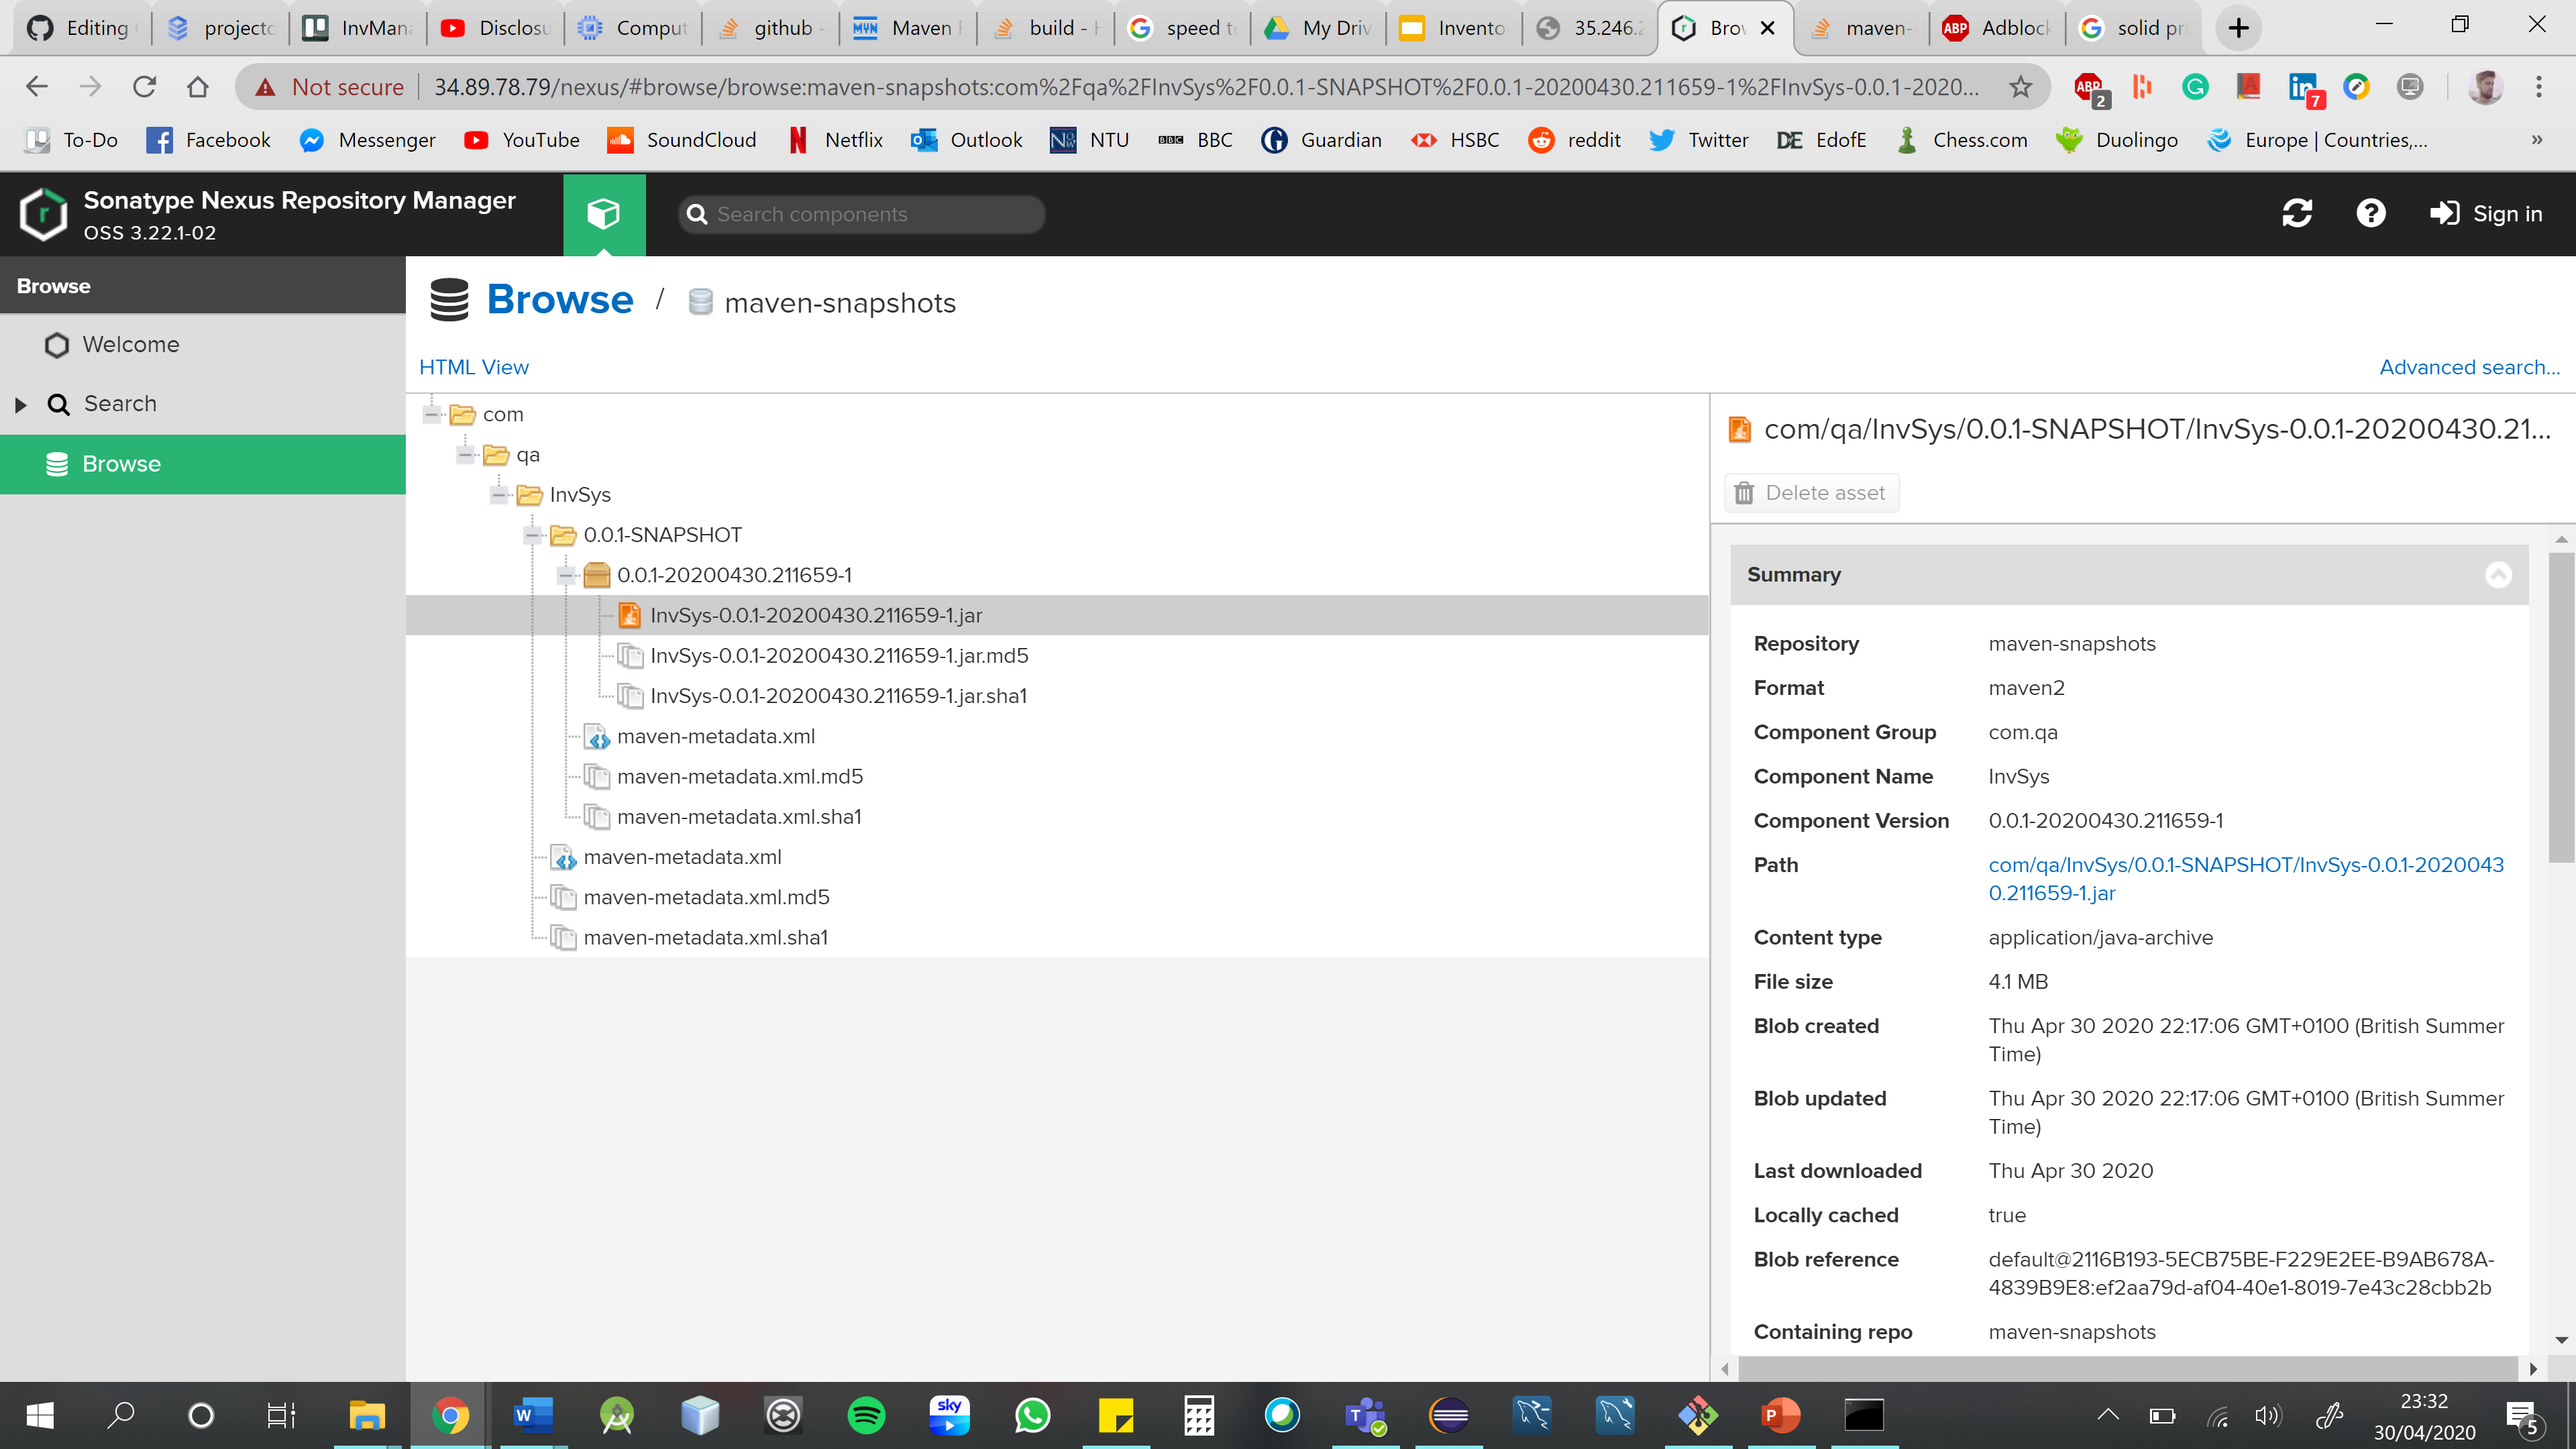 Editing
projecto
InvMana
Disclosu
Comput
github -
Maven
build -
speed t
My Driv
Invento
35.246.2
Brow
maven-
Adblock
solid pri
Not secure
34.89.78.79/nexus/#browse/browse:maven-snapshots:com%2Fqa%2FInvSys%2F0.0.1-SNAPSHOT%2F0.0.1-20200430.211659-1%2FInvSys-0.0.1-2020...
ABP 2
7
To-Do
Facebook
Messenger
YouTube
SoundCloud
Netflix
Outlook
NTU
BBC
Guardian
HSBC
reddit
Twitter
EdofE
Chess.com
Duolingo
Europe | Countries,...
»
Sonatype Nexus Repository Manager
OSS 3.22.1-02
Search components
Sign in
Browse
Welcome
Search
Browse
Browse / maven-snapshots
HTML View
Advanced search...
com
qa
InvSys
0.0.1-SNAPSHOT
0.0.1-20200430.211659-1
InvSys-0.0.1-20200430.211659-1.jar
InvSys-0.0.1-20200430.211659-1.jar.md5
InvSys-0.0.1-20200430.211659-1.jar.sha1
maven-metadata.xml
maven-metadata.xml.md5
maven-metadata.xml.sha1
maven-metadata.xml
maven-metadata.xml.md5
maven-metadata.xml.sha1
com/qa/InvSys/0.0.1-SNAPSHOT/InvSys-0.0.1-20200430.21...
Delete asset
Summary
Repository maven-snapshots
Format maven2
Component Group com.qa
Component Name InvSys
Component Version 0.0.1-20200430.211659-1
Path com/qa/InvSys/0.0.1-SNAPSHOT/InvSys-0.0.1-2020043
0.211659-1.jar
Content type application/java-archive
File size 4.1 MB
Blob created Thu Apr 30 2020 22:17:06 GMT+0100 (British Summer
Time)
Blob updated Thu Apr 30 2020 22:17:06 GMT+0100 (British Summer
Time)
Last downloaded Thu Apr 30 2020
Locally cached true
Blob reference default@2116B193-5ECB75BE-F229E2EE-B9AB678A-
4839B9E8:ef2aa79d-af04-40e1-8019-7e43c28cbb2b
Containing repo maven-snapshots
sky
23:32
30/04/2020
5